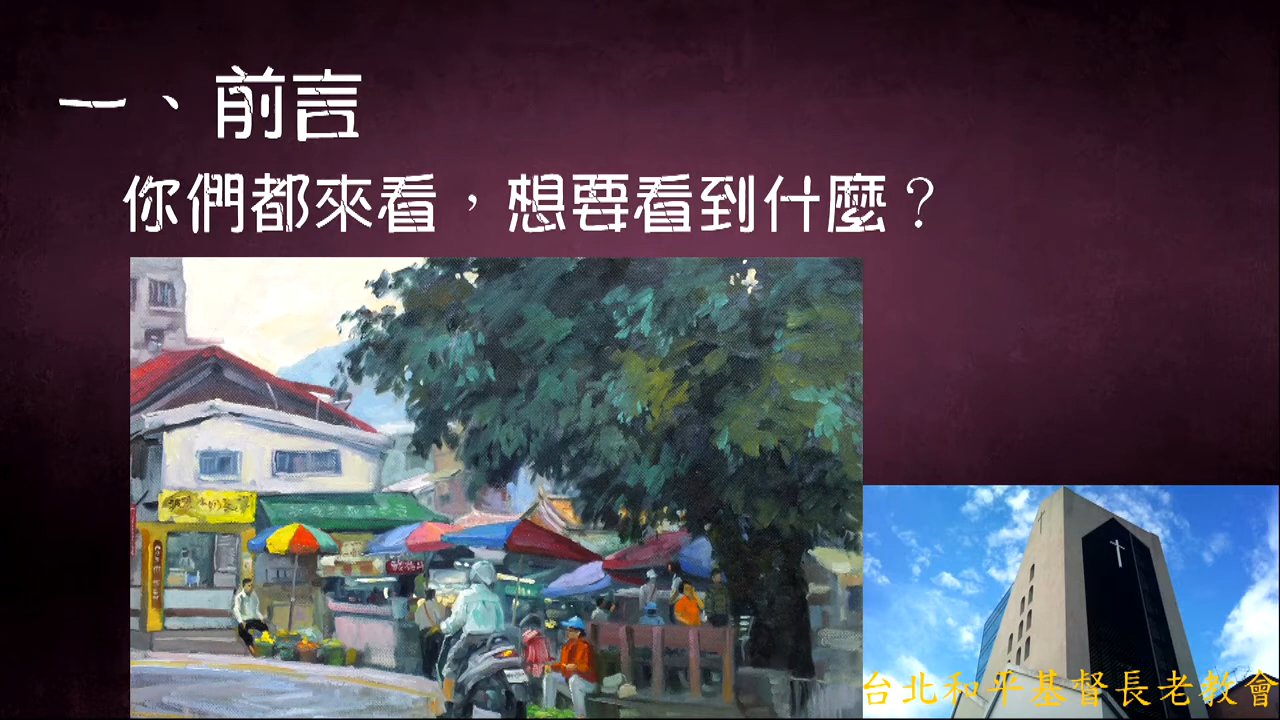 一、前言
你們都來看，想要看到什麼？
台北和平基督長老教會